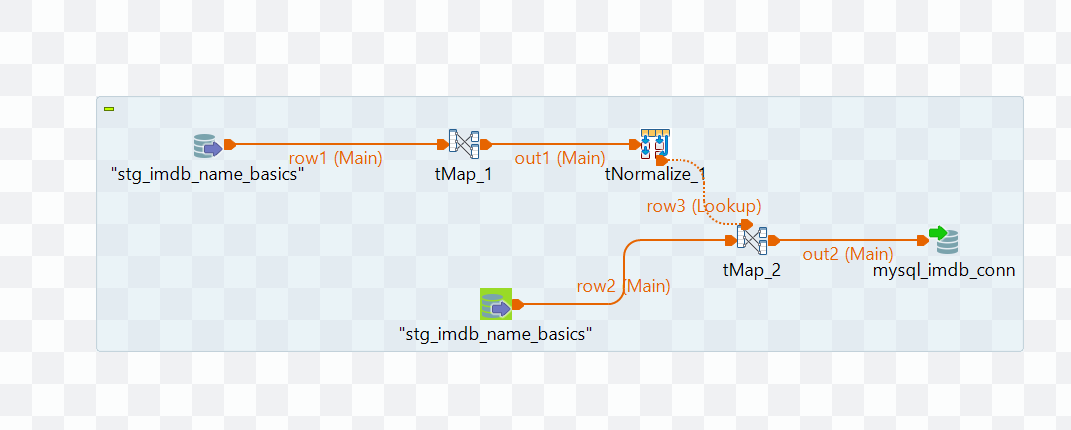 "stg_imdb_name_basics"
row1 (Main)
tMap_1
out1 (Main)
tNormalize_1
row3 (Lookup)
row2 (Main)
tMap_2
out2 (Main)
mysql_imdb_conn
"stg_imdb_name_basics"